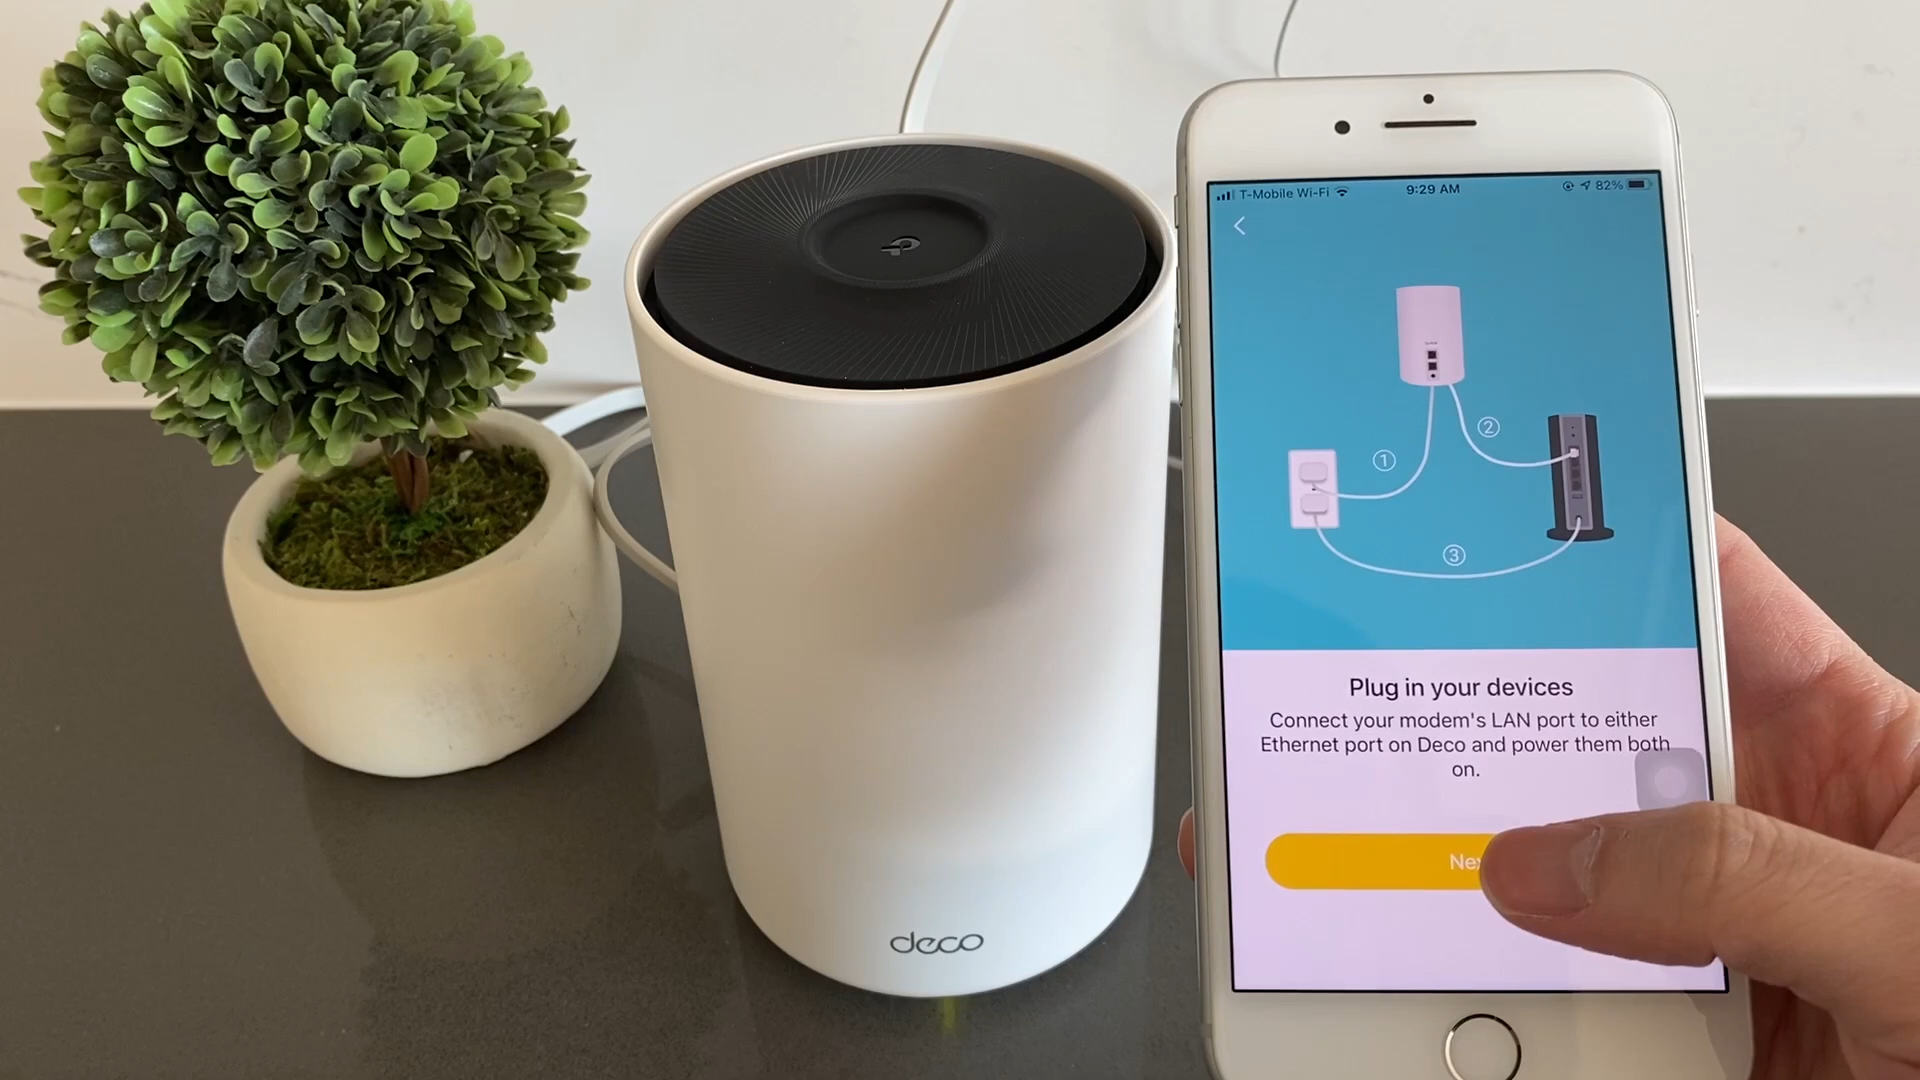 T-Mobile Wi-Fi
9:29 AM
82%
1
2
3
Plug in your devices
Connect your modem's LAN port to either
Ethernet port on Deco and power them both
on.
deco